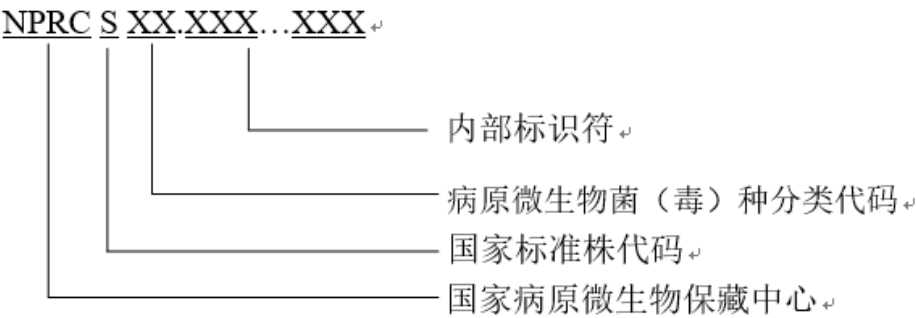 NPRC S XX.XXX…XXX
内部标识符
病原微生物菌（毒）种分类代码
国家标准株代码
国家病原微生物保藏中心